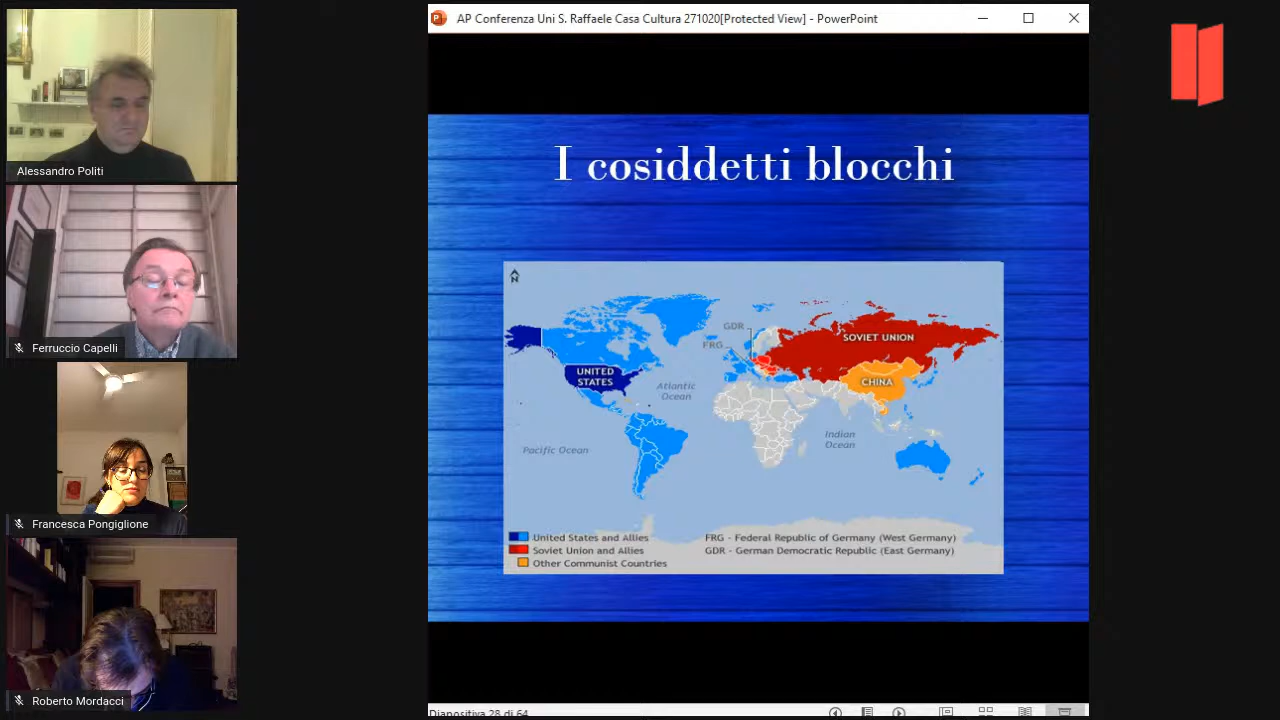 AP Conferenza Uni S. Raffaele Casa Cultura 271020[Protected View] - PowerPoint
Alessandro Politi
Ferruccio Capelli
Francesca Pongiglione
Roberto Mordacci
I cosiddetti blocchi
N
GDR
FRG
SOVIET UNION
UNITED
STATES
CHINA
Atlantic
Ocean
Indian
Ocean
Pacific Ocean
United States and Allies
Soviet Union and Allies
Other Communist Countries
FRG - Federal Republic of Germany (West Germany)
GDR - German Democratic Republic (East Germany)
Diapositiva 28 di 64